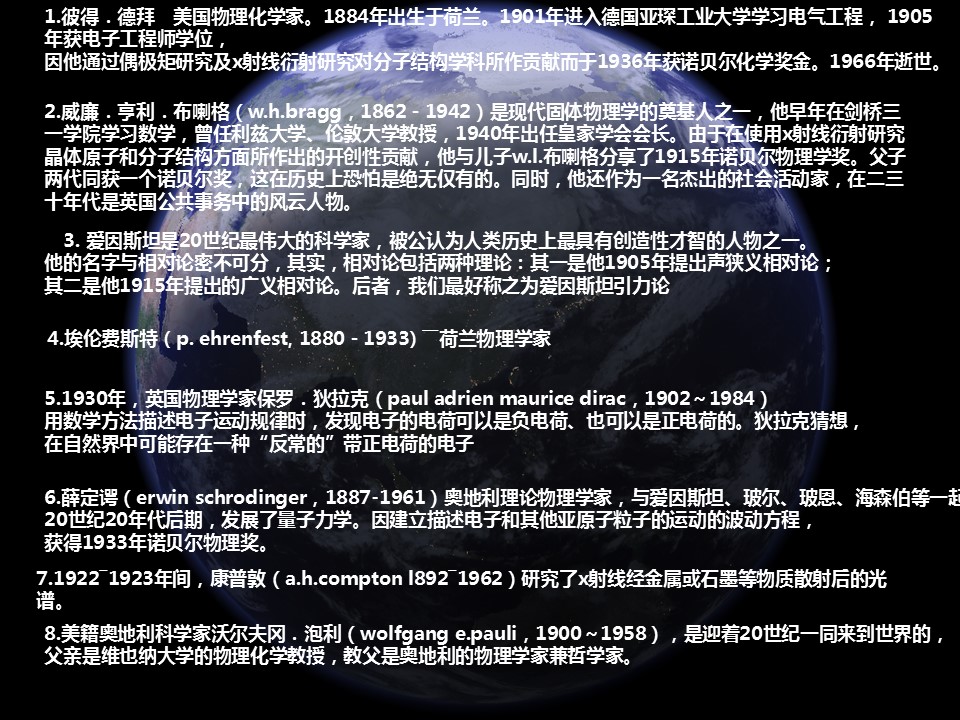 1.彼得．德拜　美国物理化学家。1884年出生于荷兰。1901年进入德国亚琛工业大学学习电气工程， 1905
年获电子工程师学位，
因他通过偶极矩研究及x射线衍射研究对分子结构学科所作贡献而于1936年获诺贝尔化学奖金。1966年逝世。
2.威廉．亨利．布喇格（w.h.bragg，1862－1942）是现代固体物理学的奠基人之一，他早年在剑桥三
一学院学习数学，曾任利兹大学、伦敦大学教授，1940年出任皇家学会会长。由于在使用x射线衍射研究
晶体原子和分子结构方面所作出的开创性贡献，他与儿子w.l.布喇格分享了1915年诺贝尔物理学奖。父子
两代同获一个诺贝尔奖，这在历史上恐怕是绝无仅有的。同时，他还作为一名杰出的社会活动家，在二三
十年代是英国公共事务中的风云人物。
3. 爱因斯坦是20世纪最伟大的科学家，被公认为人类历史上最具有创造性才智的人物之一。
他的名字与相对论密不可分，其实，相对论包括两种理论：其一是他1905年提出声狭义相对论；
其二是他1915年提出的广义相对论。后者，我们最好称之为爱因斯坦引力论
4.埃伦费斯特（p. ehrenfest, 1880－1933) ￣荷兰物理学家
5.1930年，英国物理学家保罗．狄拉克（paul adrien maurice dirac，1902～1984）
用数学方法描述电子运动规律时，发现电子的电荷可以是负电荷、也可以是正电荷的。狄拉克猜想，
在自然界中可能存在一种“反常的”带正电荷的电子
6.薛定谔（erwin schrodinger，1887-1961）奥地利理论物理学家，与爱因斯坦、玻尔、玻恩、海森伯等一起
20世纪20年代后期，发展了量子力学。因建立描述电子和其他亚原子粒子的运动的波动方程，
获得1933年诺贝尔物理奖。
7.1922‾1923年间，康普敦（a.h.compton l892‾1962）研究了x射线经金属或石墨等物质散射后的光
谱。
8.美籍奥地利科学家沃尔夫冈．泡利（wolfgang e.pauli，1900～1958），是迎着20世纪一同来到世界的，
父亲是维也纳大学的物理化学教授，教父是奥地利的物理学家兼哲学家。